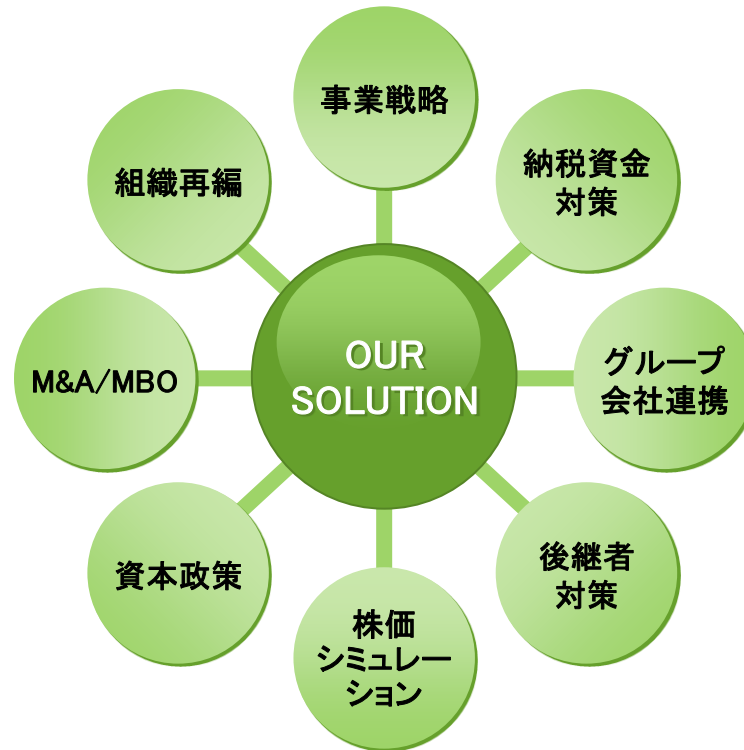 事業戦略
納税資金
対策
グループ
会社連携
後継者
対策
株価
シミュレー
ション
資本政策
M&A/MBO
組織再編
OUR
SOLUTION